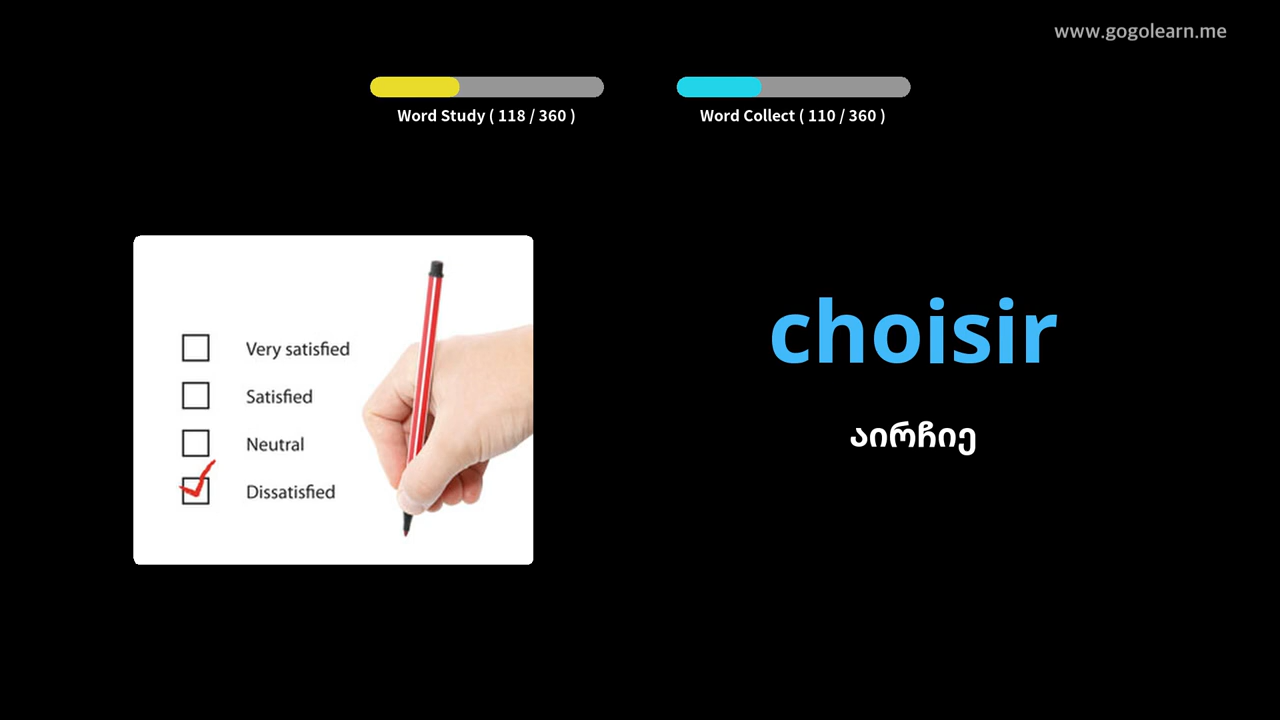 www.gogolearn.me
Word Study ( 118 / 360 )
Word Collect ( 110 / 360 )
Very satisfied
Satisfied
Neutral
Dissatisfied
choisir
აირჩიე